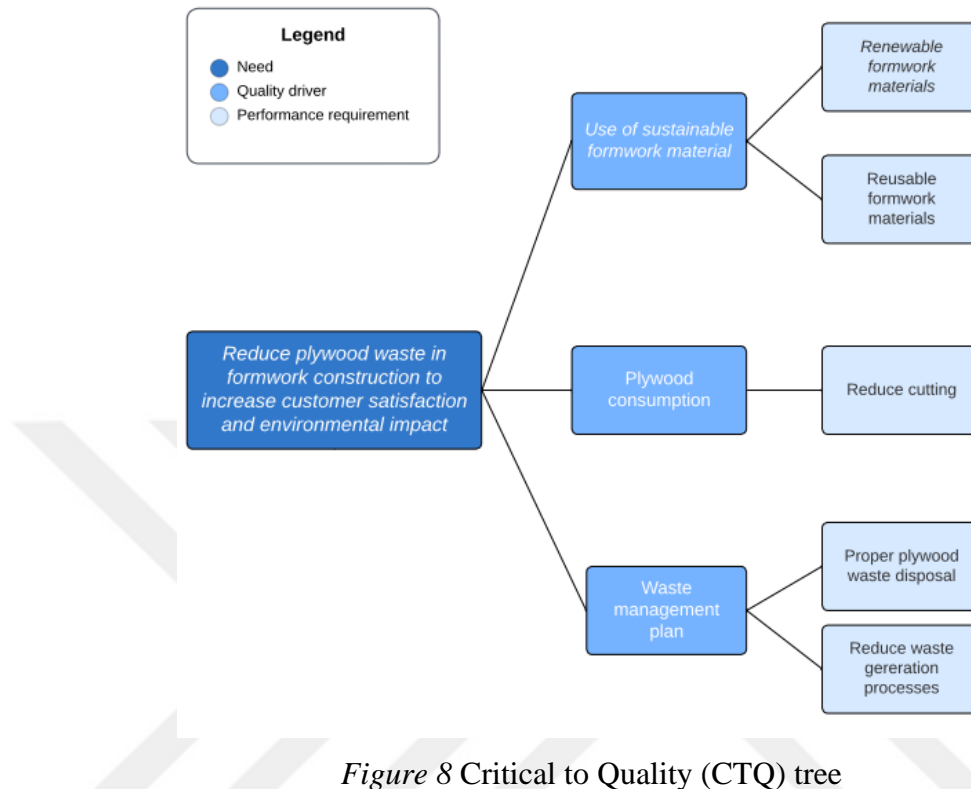 Legend
Need
Quality driver
Performance requirement
Renewable
formwork
materials
Use of sustainable
formwork material
Reusable
formwork
materials
Reduce plywood waste in
formwork construction to
increase customer satisfaction
and environmental impact
Plywood
consumption
Reduce cutting
Proper plywood
waste disposal
Waste
management
plan
Reduce waste
gereration
processes
Figure 8 Critical to Quality (CTQ) tree